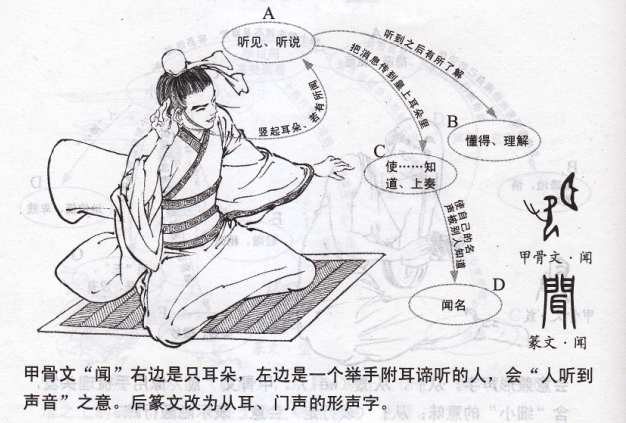 A
听见、听说
听到之后有所了解
把消息传到皇上耳朵里
竖起耳朵、若有所闻
B
懂得、理解
C
使……知
道、上奏
使自己的名
声被别人知道
D
闻名
甲骨文·闻
聞
篆文·闻
甲骨文“闻”右边是只耳朵，左边是一个举手附耳谛听的人，会“人听到
声音”之意。后篆文改为从耳、门声的形声字。